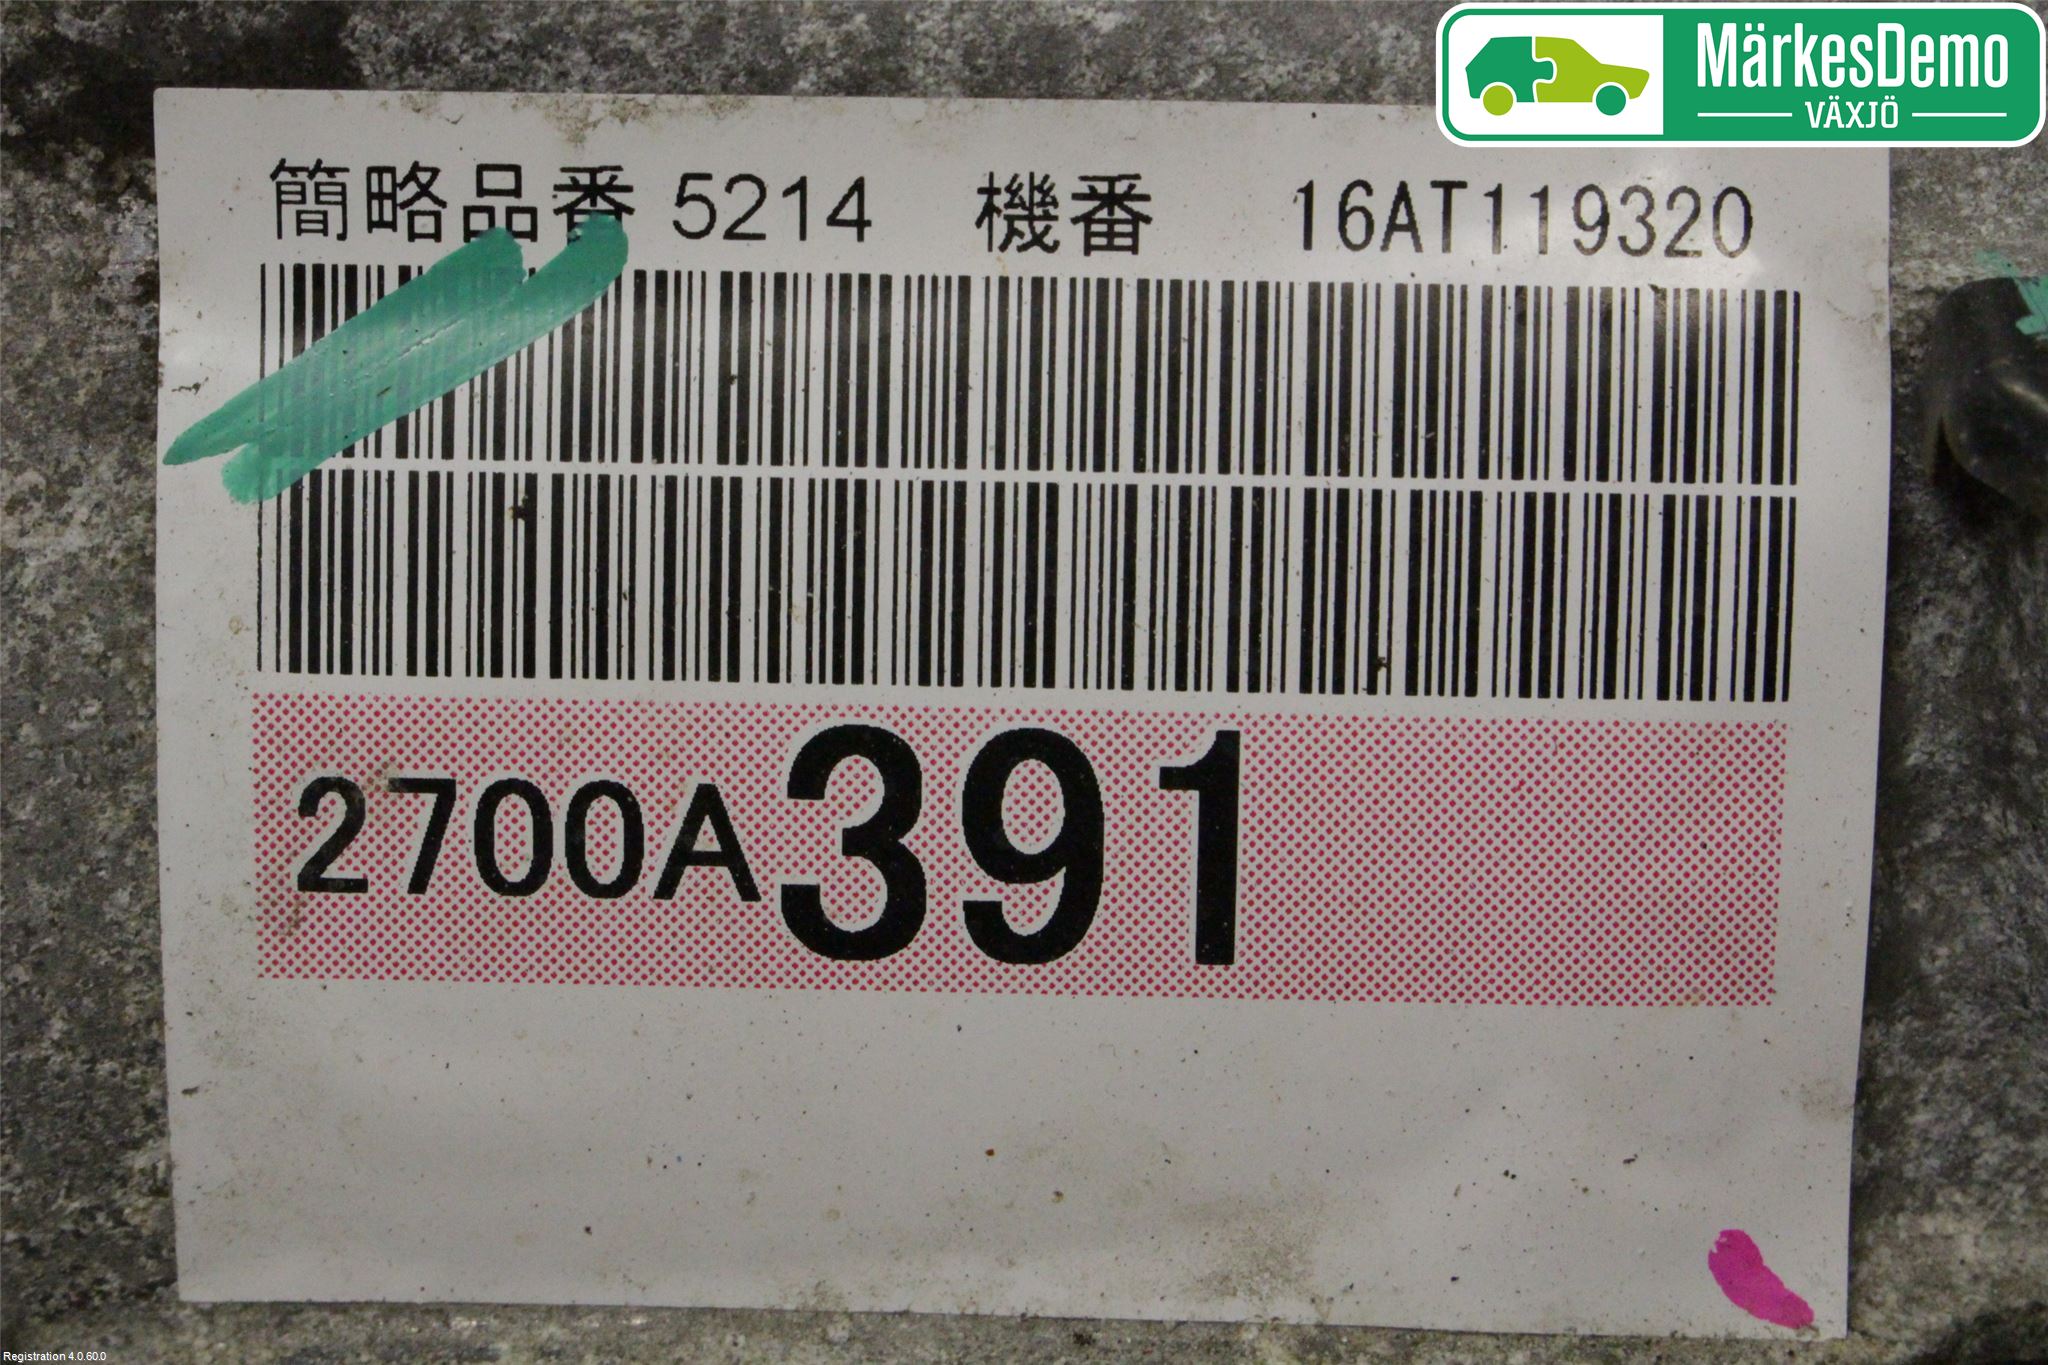 MärkesDemo
VÄXJÖ
簡略品番 5214 機番 16AT119320
2700A391
Registration 4.0.60.0